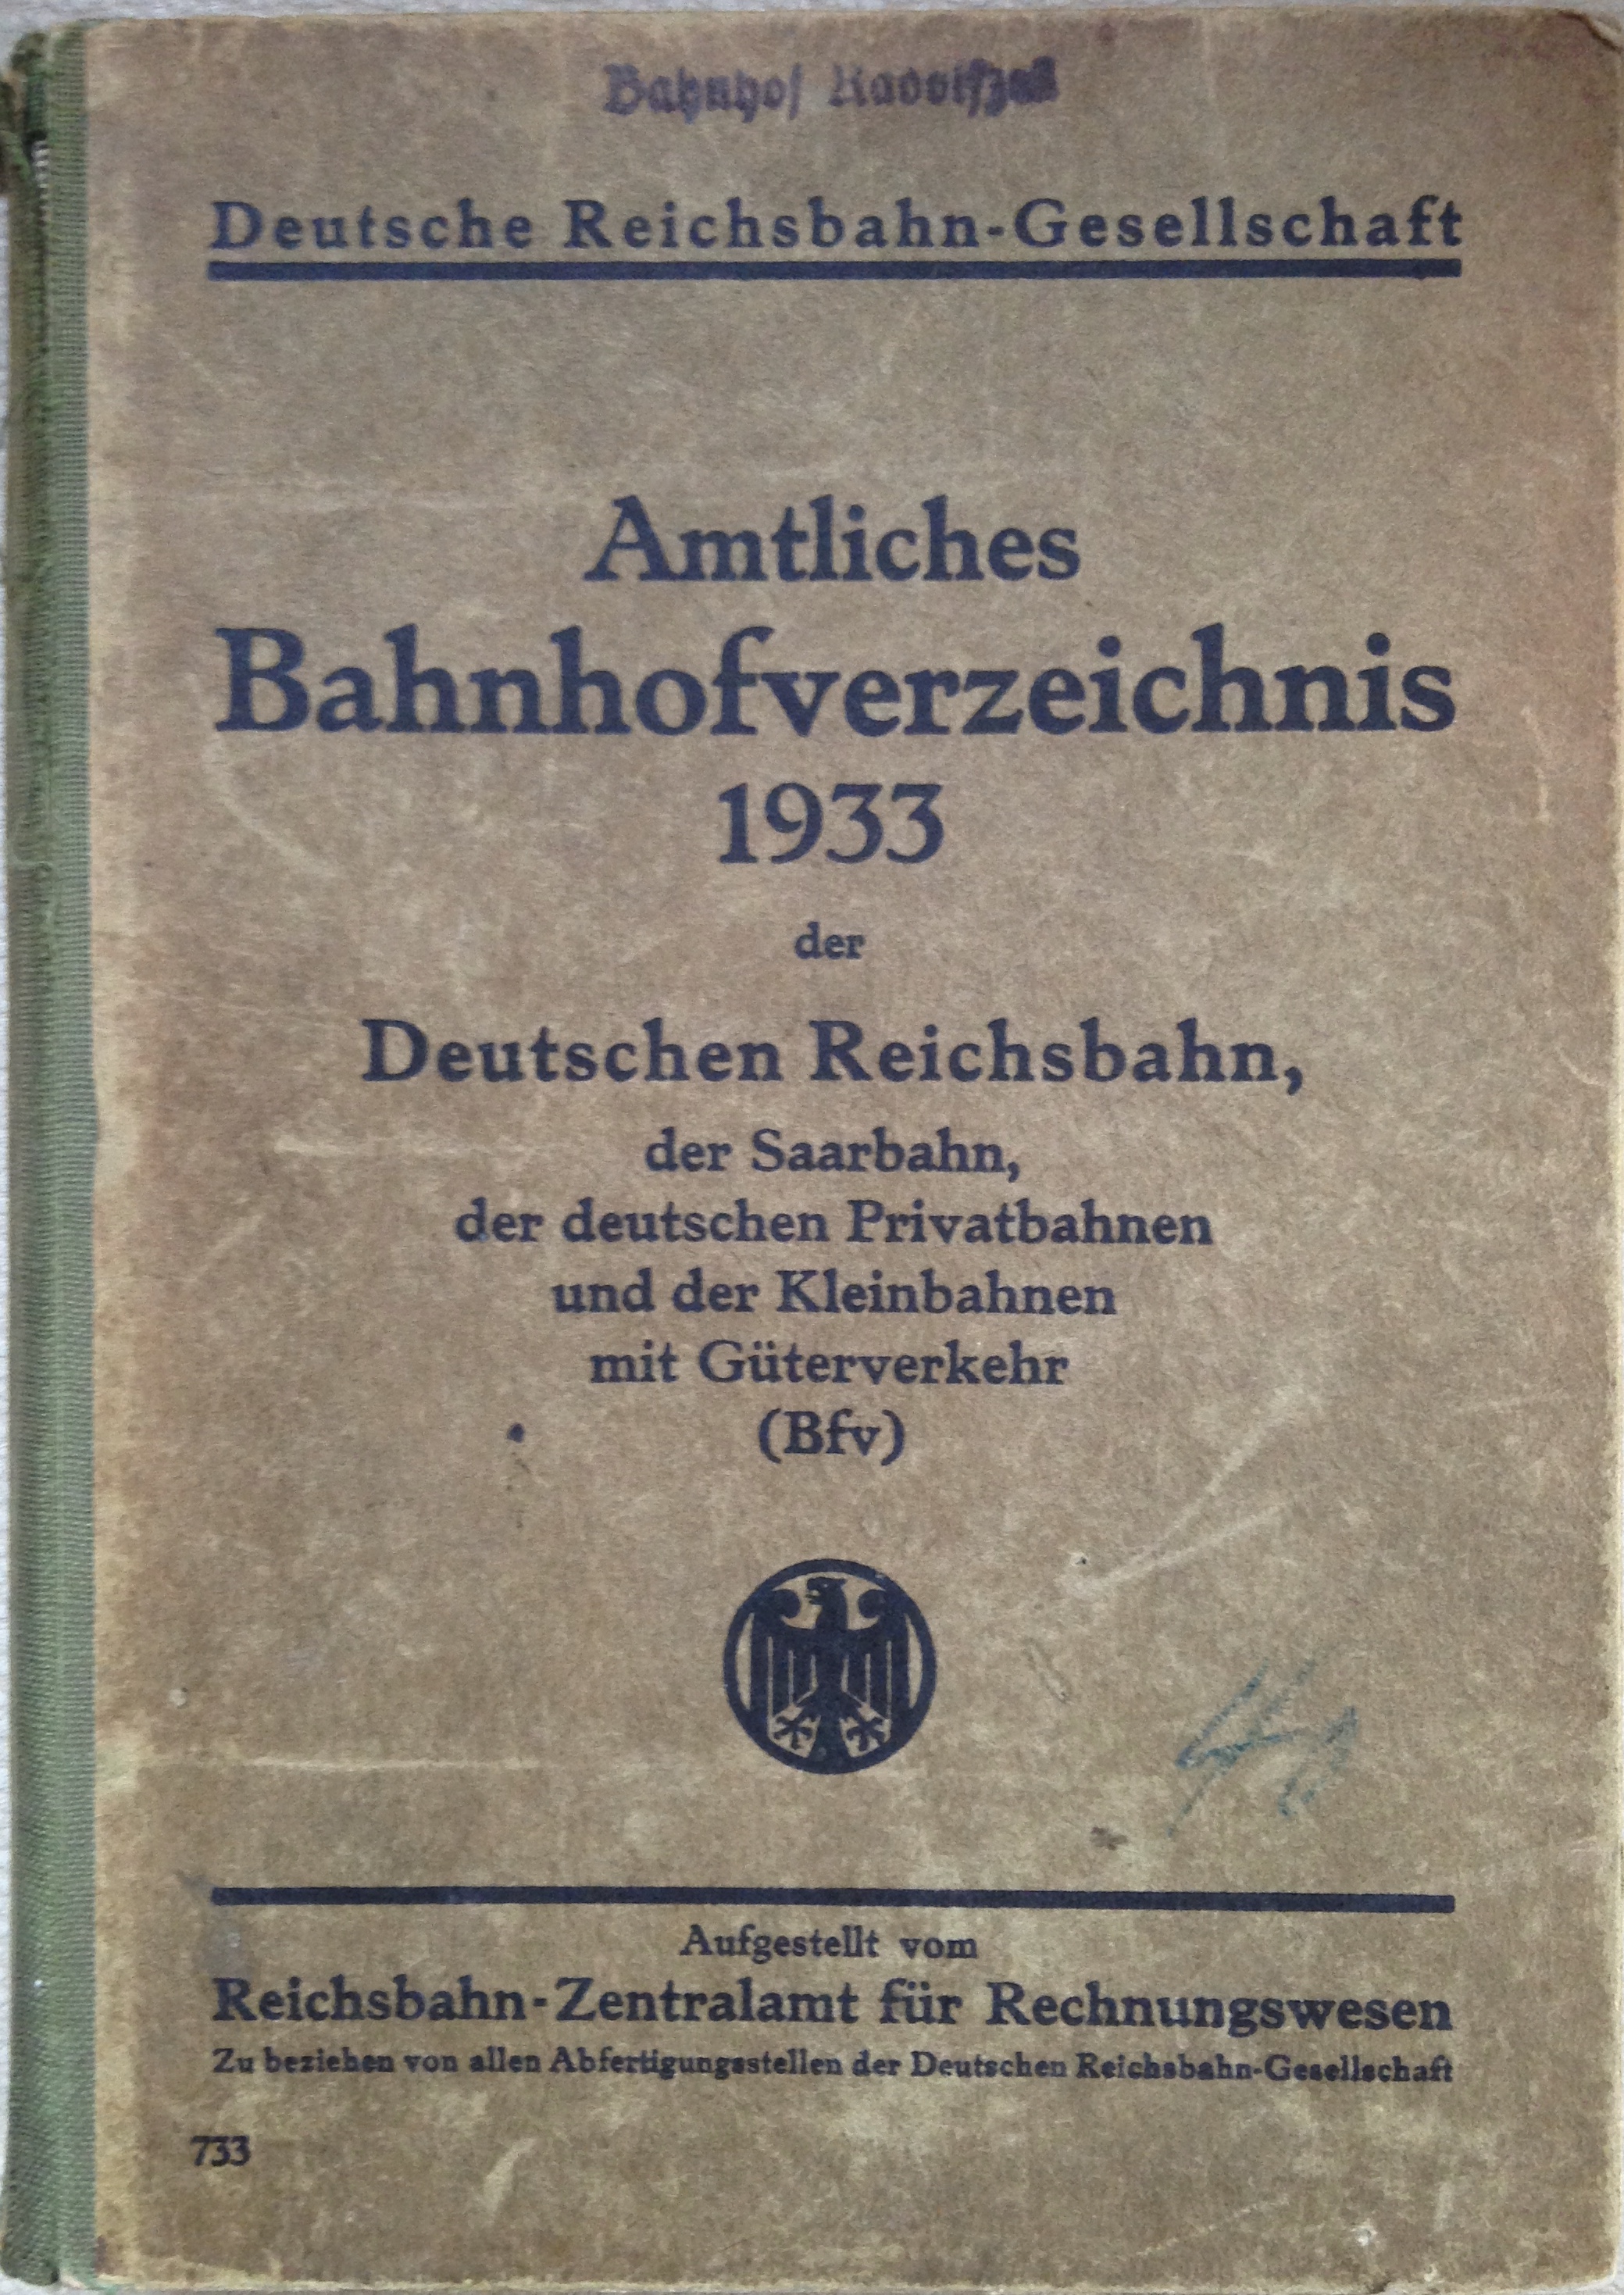 Bahnhof Radolfzell
Deutsche Reichsbahn-Gesellschaft
Amtliches
Bahnhofverzeichnis
1933
der
Deutschen Reichsbahn,
der Saarbahn,
der deutschen Privatbahnen
und der Kleinbahnen
mit Güterverkehr
(Bfv)
Aufgestellt vom
Reichsbahn-Zentralamt für Rechnungswesen
Zu beziehen von allen Abfertigungsstellen der Deutschen Reichsbahn-Gesellschaft
733